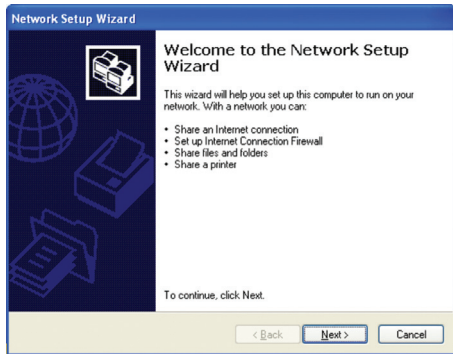 Network Setup Wizard
Welcome to the Network Setup
Wizard
This wizard will help you set up this computer to run on your
network. With a network you can:
• Share an Internet connection
• Set up Internet Connection Firewall
• Share files and folders
• Share a printer
To continue, click Next.
< Back
Next >
Cancel